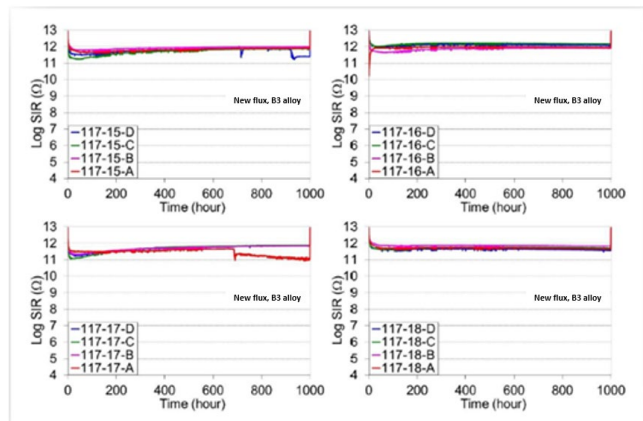 13
12
11
10
9
8
7
6
5
4
Log SIR (Ω)
New flux, B3 alloy
117-15-D
117-15-C
117-15-B
117-15-A
0 200 400 600 800 1000
Time (hour)
13
12
11
10
9
8
7
6
5
4
Log SIR (Ω)
New flux, B3 alloy
117-16-D
117-16-C
117-16-B
117-16-A
0 200 400 600 800 1000
Time (hour)
13
12
11
10
9
8
7
6
5
4
Log SIR (Ω)
New flux, B3 alloy
117-17-D
117-17-C
117-17-B
117-17-A
0 200 400 600 800 1000
Time (hour)
13
12
11
10
9
8
7
6
5
4
Log SIR (Ω)
New flux, B3 alloy
117-18-D
117-18-C
117-18-B
117-18-A
0 200 400 600 800 1000
Time (hour)